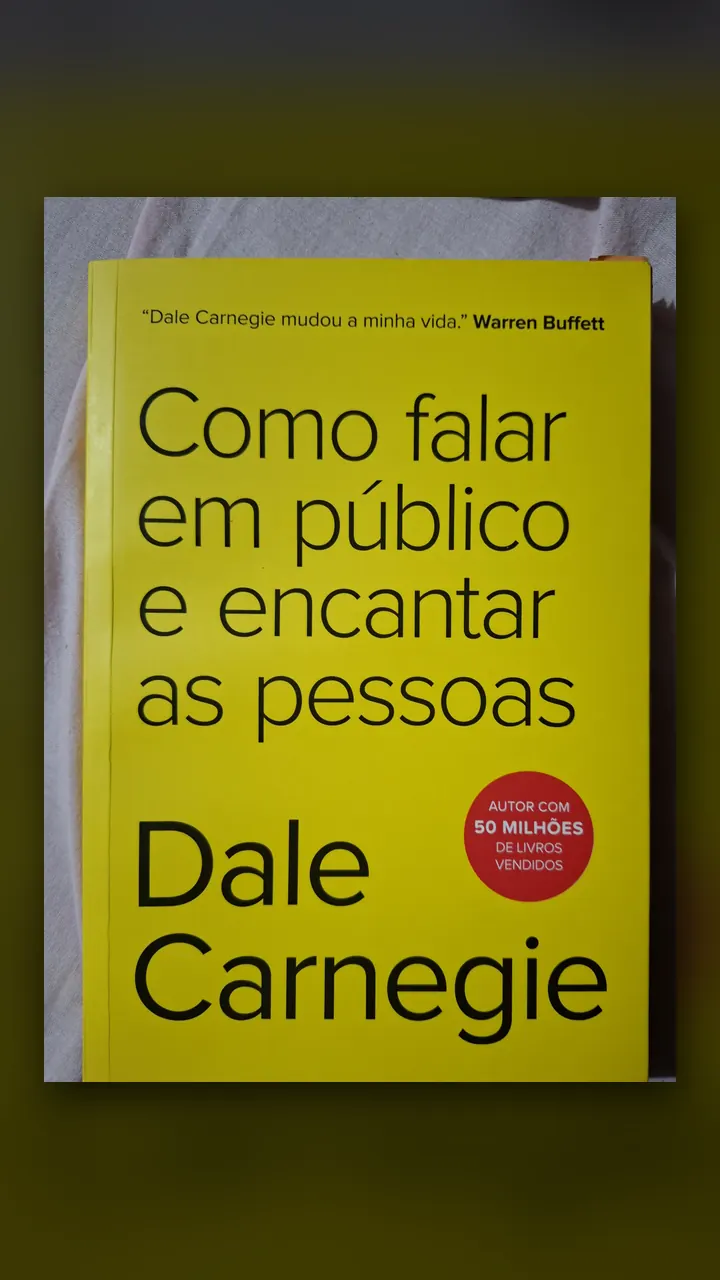 “Dale Carnegie mudou a minha vida.” Warren Buffett
Como falar
em público
e encantar
as pessoas
AUTOR COM
50 MILHÕES
DE LIVROS
VENDIDOS
Dale
Carnegie